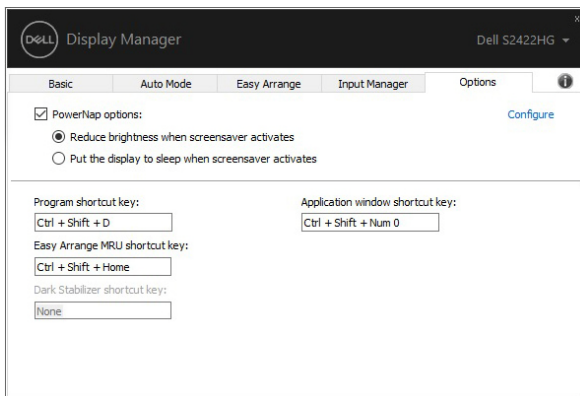 DELL
Display Manager
Dell S2422HG
Basic
Auto Mode
Easy Arrange
Input Manager
Options
PowerNap options:
Configure
Reduce brightness when screensaver activates
Put the display to sleep when screensaver activates
Program shortcut key:
Application window shortcut key:
Ctrl + Shift + D
Ctrl + Shift + Num 0
Easy Arrange MRU shortcut key:
Ctrl + Shift + Home
Dark Stabilizer shortcut key:
None